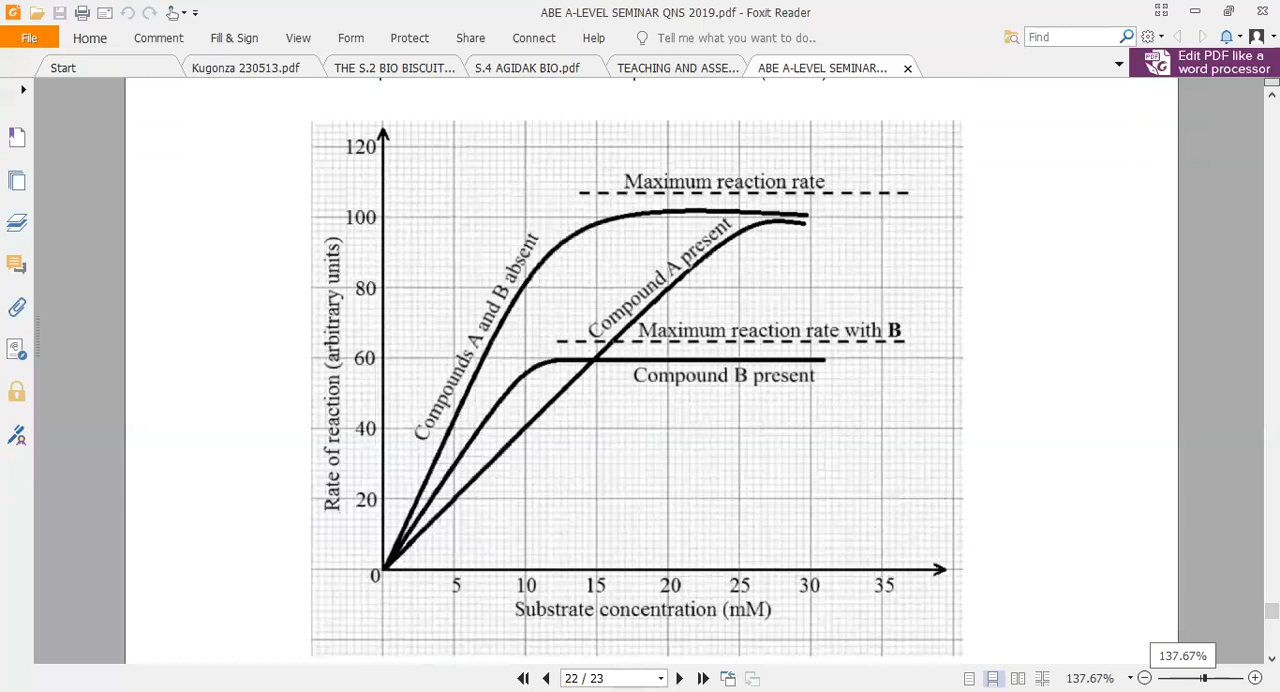 ABE A-LEVEL SEMINAR QNS 2019.pdf - Foxit Reader
File Home Comment Fill & Sign View Form Protect Share Connect Help Tell me what you want to do.. Find
Start Kugonza 230513.pdf THE S.2 BIO BISCUIT... S.4 AGIDAK BIO.pdf TEACHING AND ASSE... ABE A-LEVEL SEMINAR...
Edit PDF like a
word processor
120
Maximum reaction rate
100
Compounds A and B absent
Compound A present
80
Maximum reaction rate with B
60
Compound B present
40
20
Rate of reaction (arbitrary units)
0
5 10 15 20 25 30 35
Substrate concentration (mM)
137.67%
22 / 23
137.67%